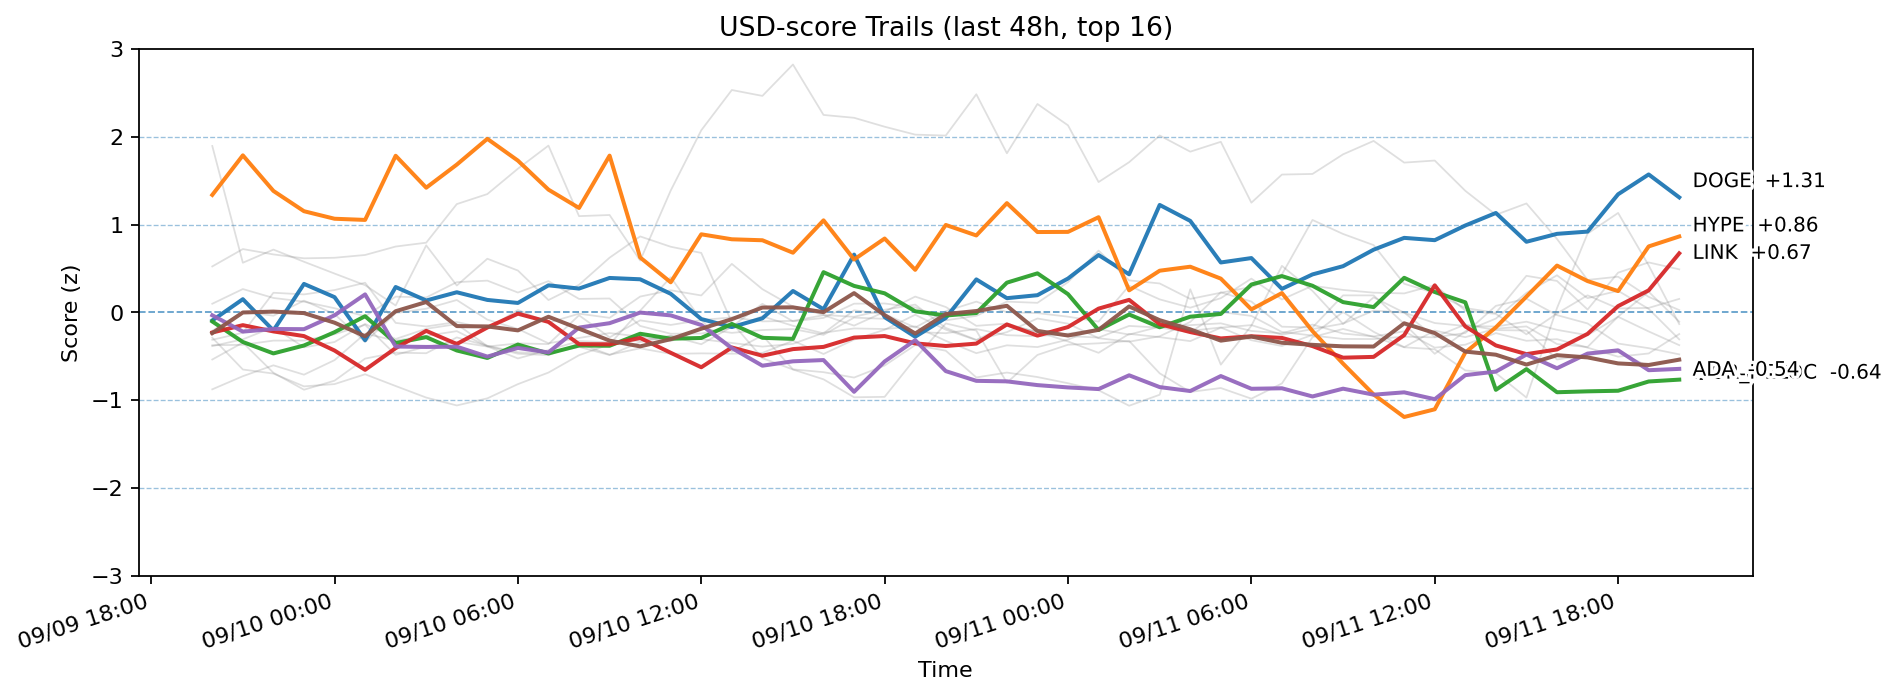 USD-score Trails (last 48h, top 16)
Score (z)
3
2
1
0
−1
−2
−3
DOGE +1.31
HYPE +0.86
LINK +0.67
ADA -0.54
-0.64
09/09 18:00
09/10 00:00
09/10 06:00
09/10 12:00
09/10 18:00
09/11 00:00
09/11 06:00
09/11 12:00
09/11 18:00
Time